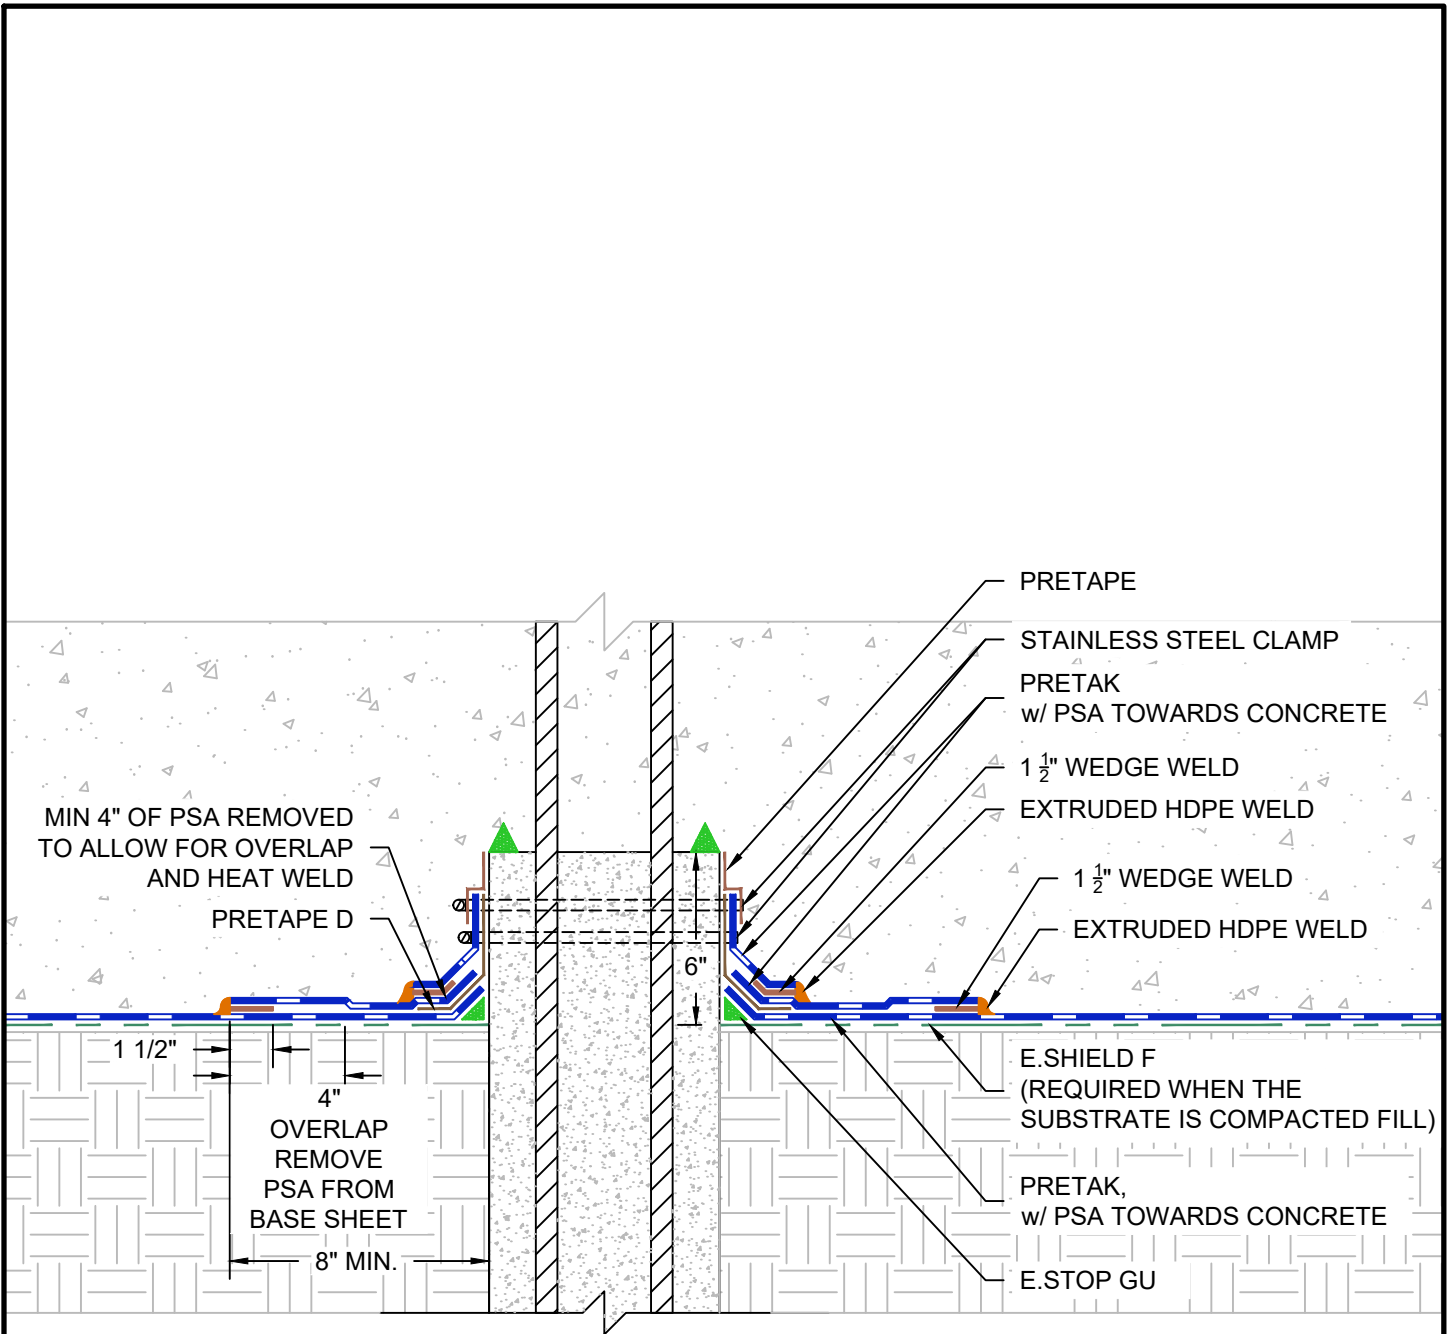 PRETAPE
STAINLESS STEEL CLAMP
PRETAK
w/ PSA TOWARDS CONCRETE
1 1/2" WEDGE WELD
EXTRUDED HDPE WELD
1 1/2" WEDGE WELD
EXTRUDED HDPE WELD
MIN 4" OF PSA REMOVED
TO ALLOW FOR OVERLAP
AND HEAT WELD
PRETAPE D
6"
1 1/2"
4"
OVERLAP
REMOVE
PSA FROM
BASE SHEET
8" MIN.
E.SHIELD F
(REQUIRED WHEN THE
SUBSTRATE IS COMPACTED FILL)
PRETAK,
w/ PSA TOWARDS CONCRETE
E.STOP GU